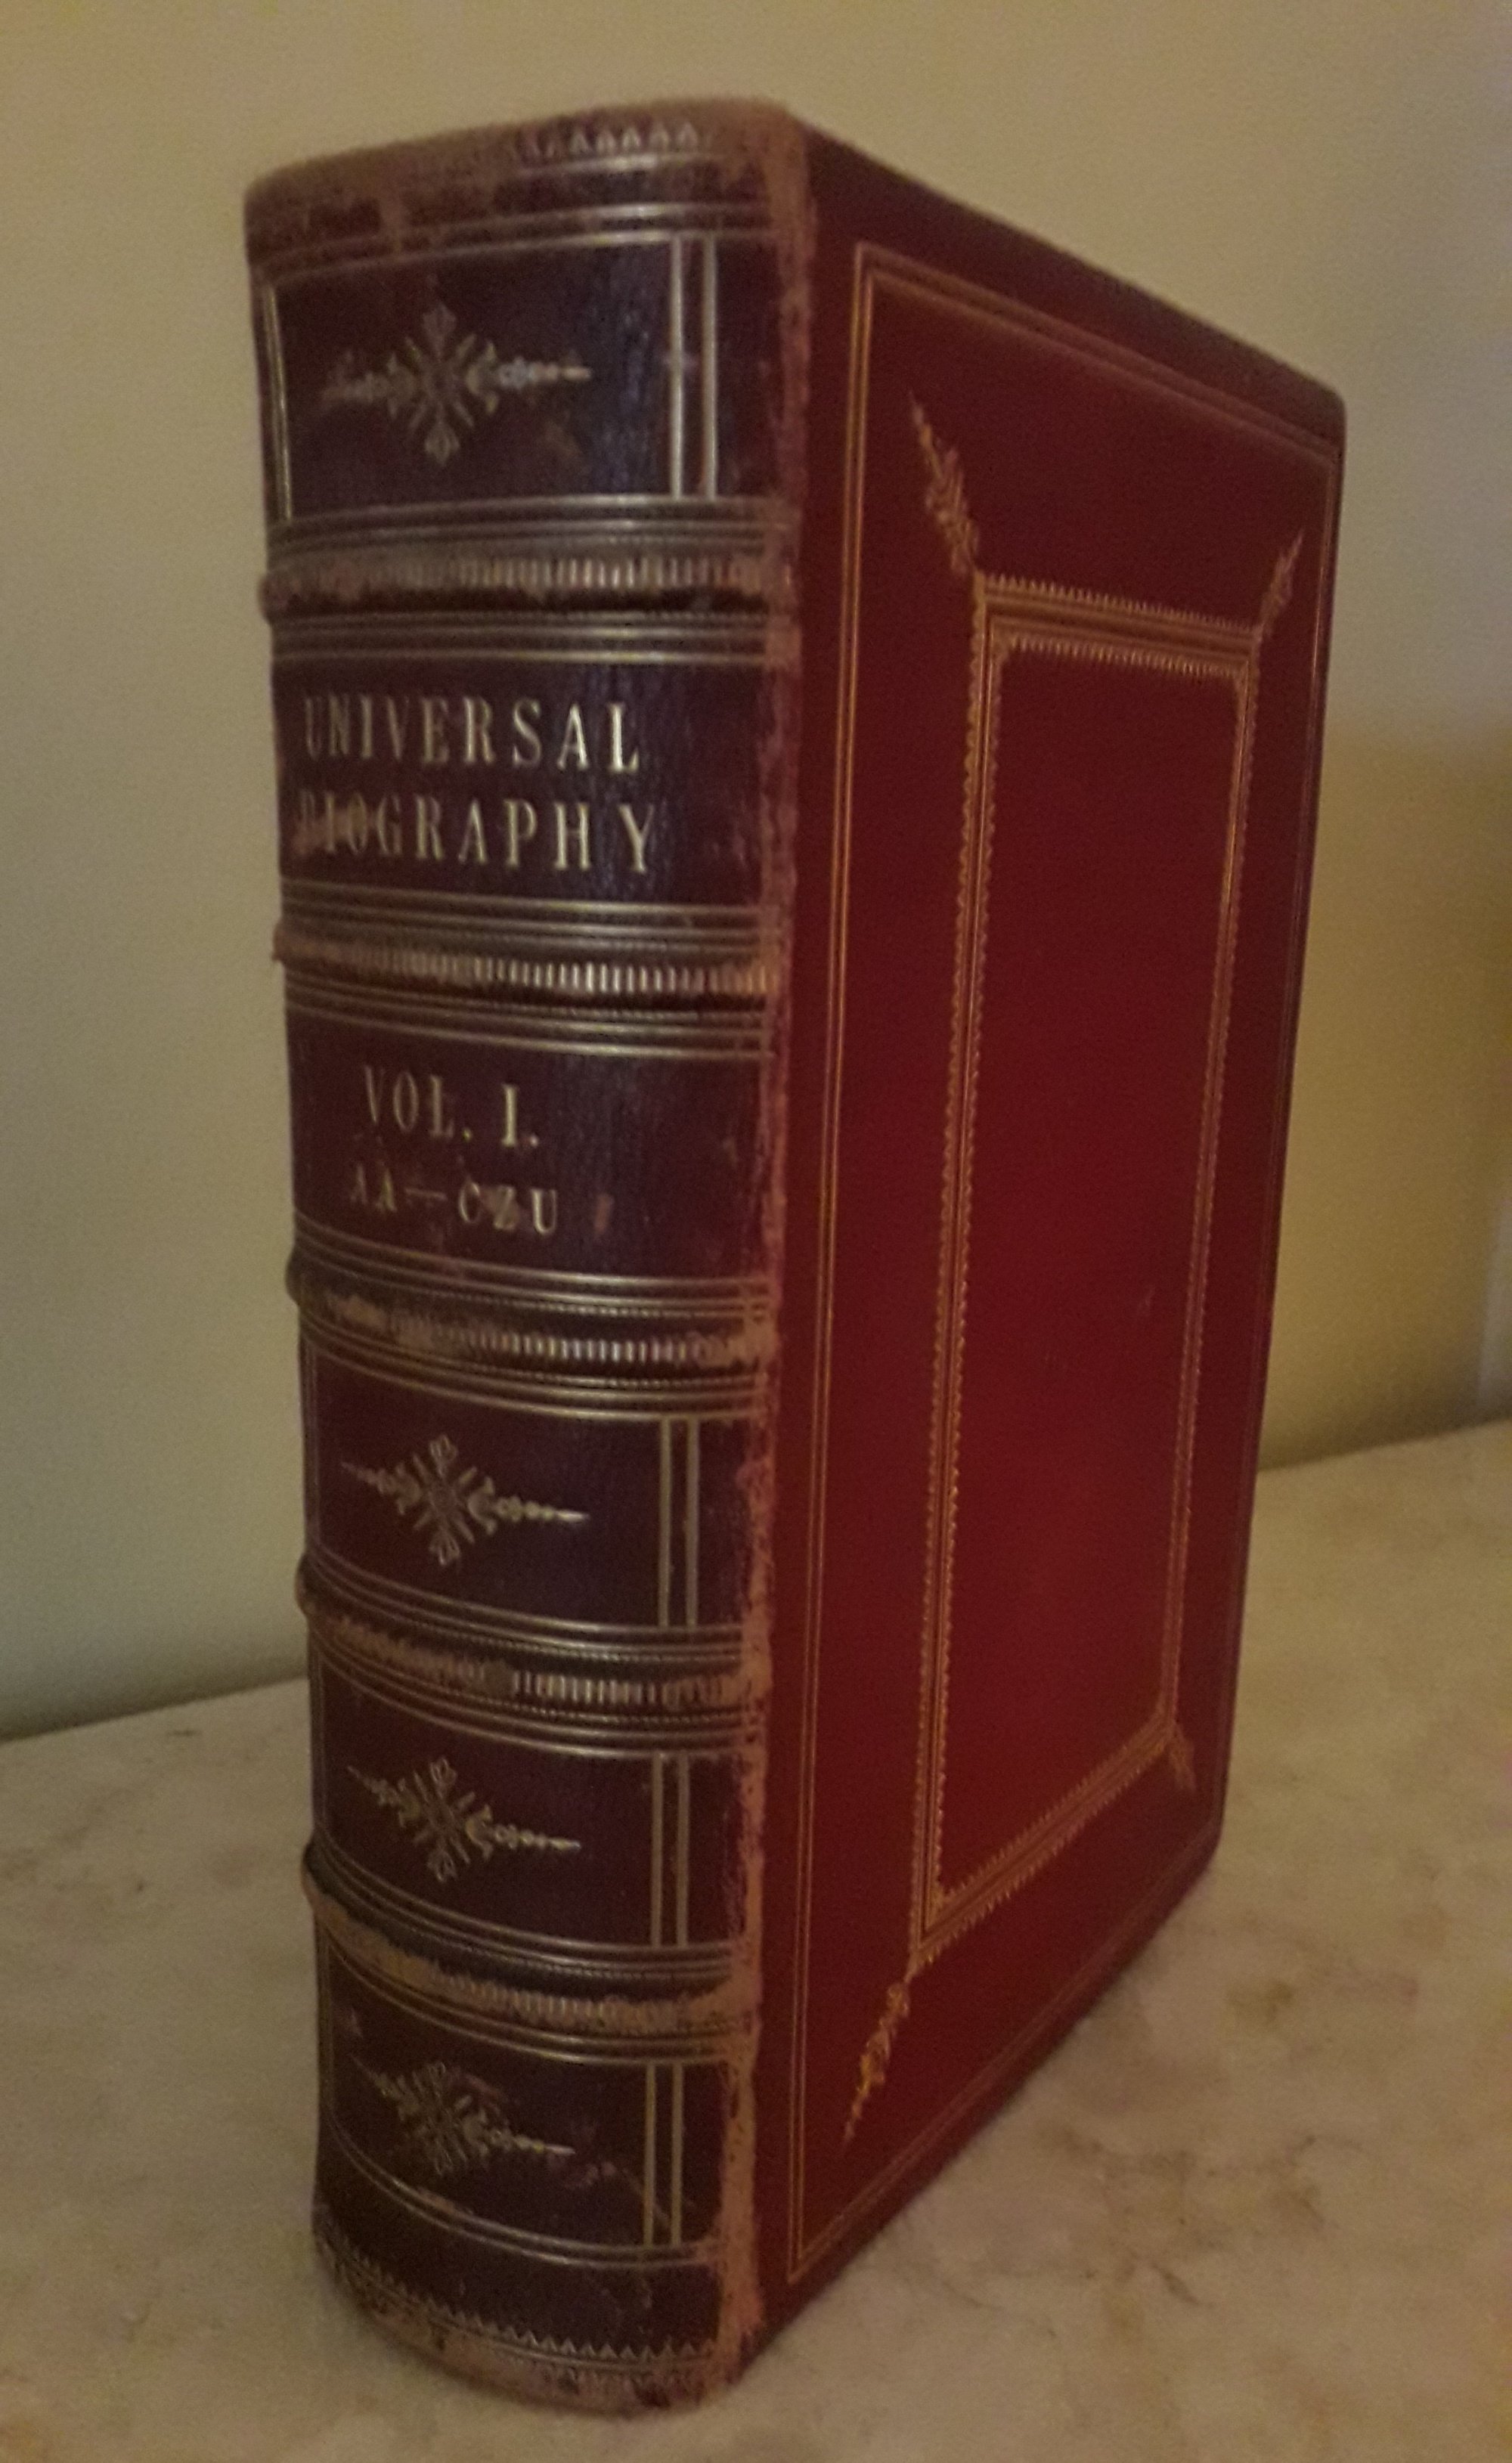 UNIVERSAL
BIOGRAPHY
VOL. I.
AA—CZU